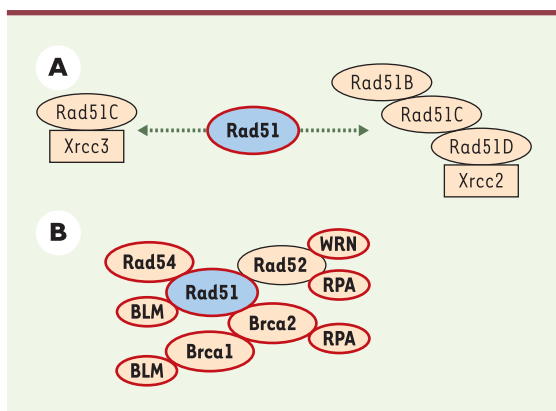 A
Rad51C
Xrcc3
Rad51
Rad51B
Rad51C
Rad51D
Xrcc2
B
Rad54
Rad51
BLM
Rad52
WRN
RPA
Brca2
RPA
Brca1
BLM